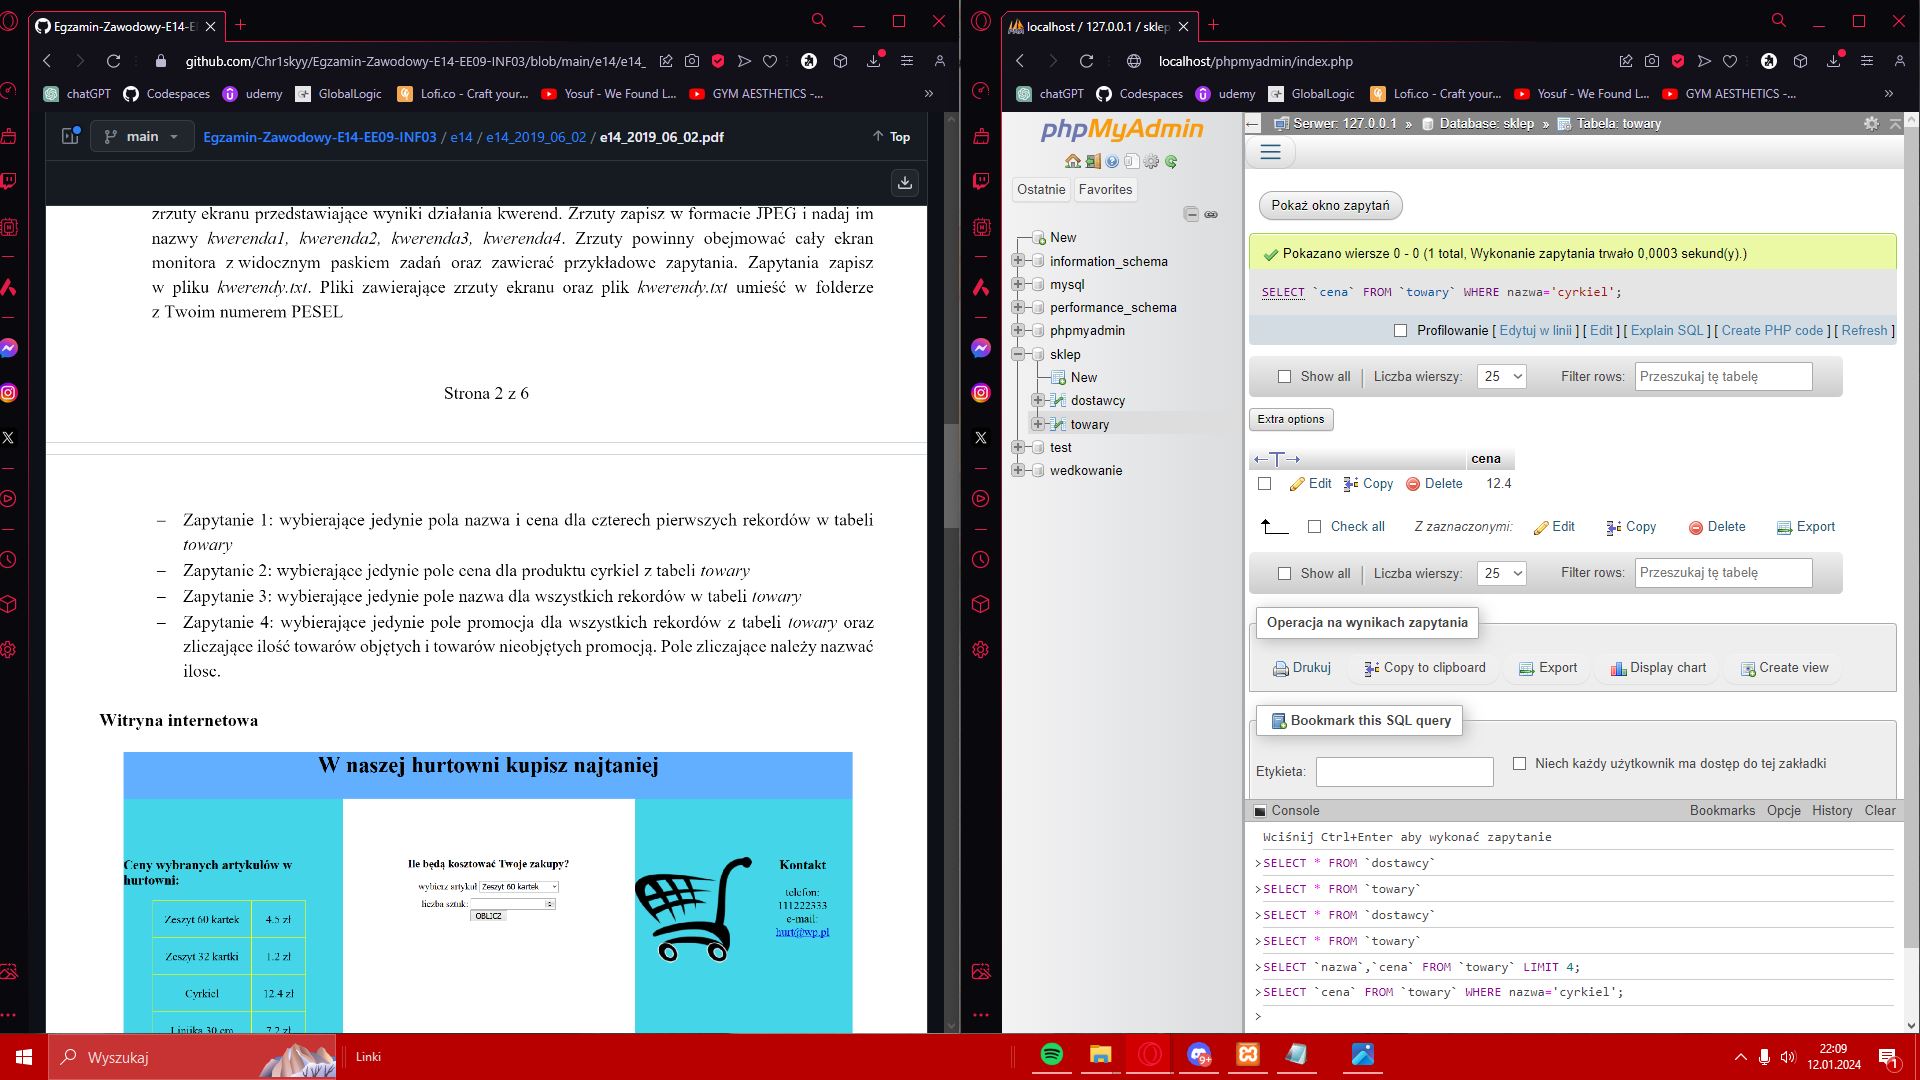 Egzamin-Zawodowy-E14-E
github.com/Chr1skyy/Egzamin-Zawodowy-E14-EE09-INF03/blob/main/e14/e14_
chatGPT
Codespaces
udemy
GlobalLogic
Lofi.co - Craft your...
Yosuf - We Found L...
GYM AESTHETICS -...
main
Egzamin-Zawodowy-E14-EE09-INF03 / e14 / e14_2019_06_02 / e14_2019_06_02.pdf
Top
zrzuty ekranu przedstawiające wyniki działania kwerend. Zrzuty zapisz w formacie JPEG i nadaj im
nazwy kwerenda1, kwerenda2, kwerenda3, kwerenda4. Zrzuty powinny obejmować cały ekran
monitora z widocznym paskiem zadań oraz zawierać przykładowe zapytania. Zapytania zapisz
w pliku kwerendy.txt. Pliki zawierające zrzuty ekranu oraz plik kwerendy.txt umieść w folderze
z Twoim numerem PESEL
Strona 2 z 6
– Zapytanie 1: wybierające jedynie pola nazwa i cena dla czterech pierwszych rekordów w tabeli
towary
– Zapytanie 2: wybierające jedynie pole cena dla produktu cyrkiel z tabeli towary
– Zapytanie 3: wybierające jedynie pole nazwa dla wszystkich rekordów w tabeli towary
– Zapytanie 4: wybierające jedynie pole promocja dla wszystkich rekordów z tabeli towary oraz
zliczające ilość towarów objętych i towarów nieobjętych promocją. Pole zliczające należy nazwać
ilosc.
Witryna internetowa
W naszej hurtowni kupisz najtaniej
Ceny wybranych artykułów w
hurtowni:
Zeszyt 60 kartek 4.5 zł
Zeszyt 32 kartki 1.2 zł
Cyrkiel 12.4 zł
Linijka 30 cm 7.2 zł
Ile będą kosztować Twoje zakupy?
wybierz artykuł Zeszyt 60 kartek
liczba sztuk:
OBLICZ
Kontakt
telefon:
111222333
e-mail:
hurt@wp.pl
localhost / 127.0.0.1 / sklep
localhost/phpmyadmin/index.php
chatGPT
Codespaces
udemy
GlobalLogic
Lofi.co - Craft your...
Yosuf - We Found L...
GYM AESTHETICS -...
phpMyAdmin
Ostatnie
Favorites
New
information_schema
mysql
performance_schema
phpmyadmin
sklep
New
dostawcy
towary
test
wedkowanie
Serwer: 127.0.0.1 » Database: sklep » Tabela: towary
Pokaż okno zapytań
Pokazano wiersze 0 - 0 (1 total, Wykonanie zapytania trwało 0,0003 sekund(y).)
SELECT `cena` FROM `towary` WHERE nazwa='cyrkiel';
Profilowanie [ Edytuj w linii ] [ Edit ] [ Explain SQL ] [ Create PHP code ] [ Refresh ]
Show all | Liczba wierszy: 25 Filter rows: Przeszukaj tę tabelę
Extra options
←T→ cena
Edit Copy Delete 12.4
Check all Z zaznaczonymi: Edit Copy Delete Export
Show all | Liczba wierszy: 25 Filter rows: Przeszukaj tę tabelę
Operacja na wynikach zapytania
Drukuj Copy to clipboard Export Display chart Create view
Bookmark this SQL query
Etykieta: Niech każdy użytkownik ma dostęp do tej zakładki
Console Bookmarks Opcje History Clear
Wciśnij Ctrl+Enter aby wykonać zapytanie
>SELECT * FROM `dostawcy`
>SELECT * FROM `towary`
>SELECT * FROM `dostawcy`
>SELECT * FROM `towary`
>SELECT `nazwa`,`cena` FROM `towary` LIMIT 4;
>SELECT `cena` FROM `towary` WHERE nazwa='cyrkiel';
>
Wyszukaj
Linki
9+
22:09
12.01.2024
1